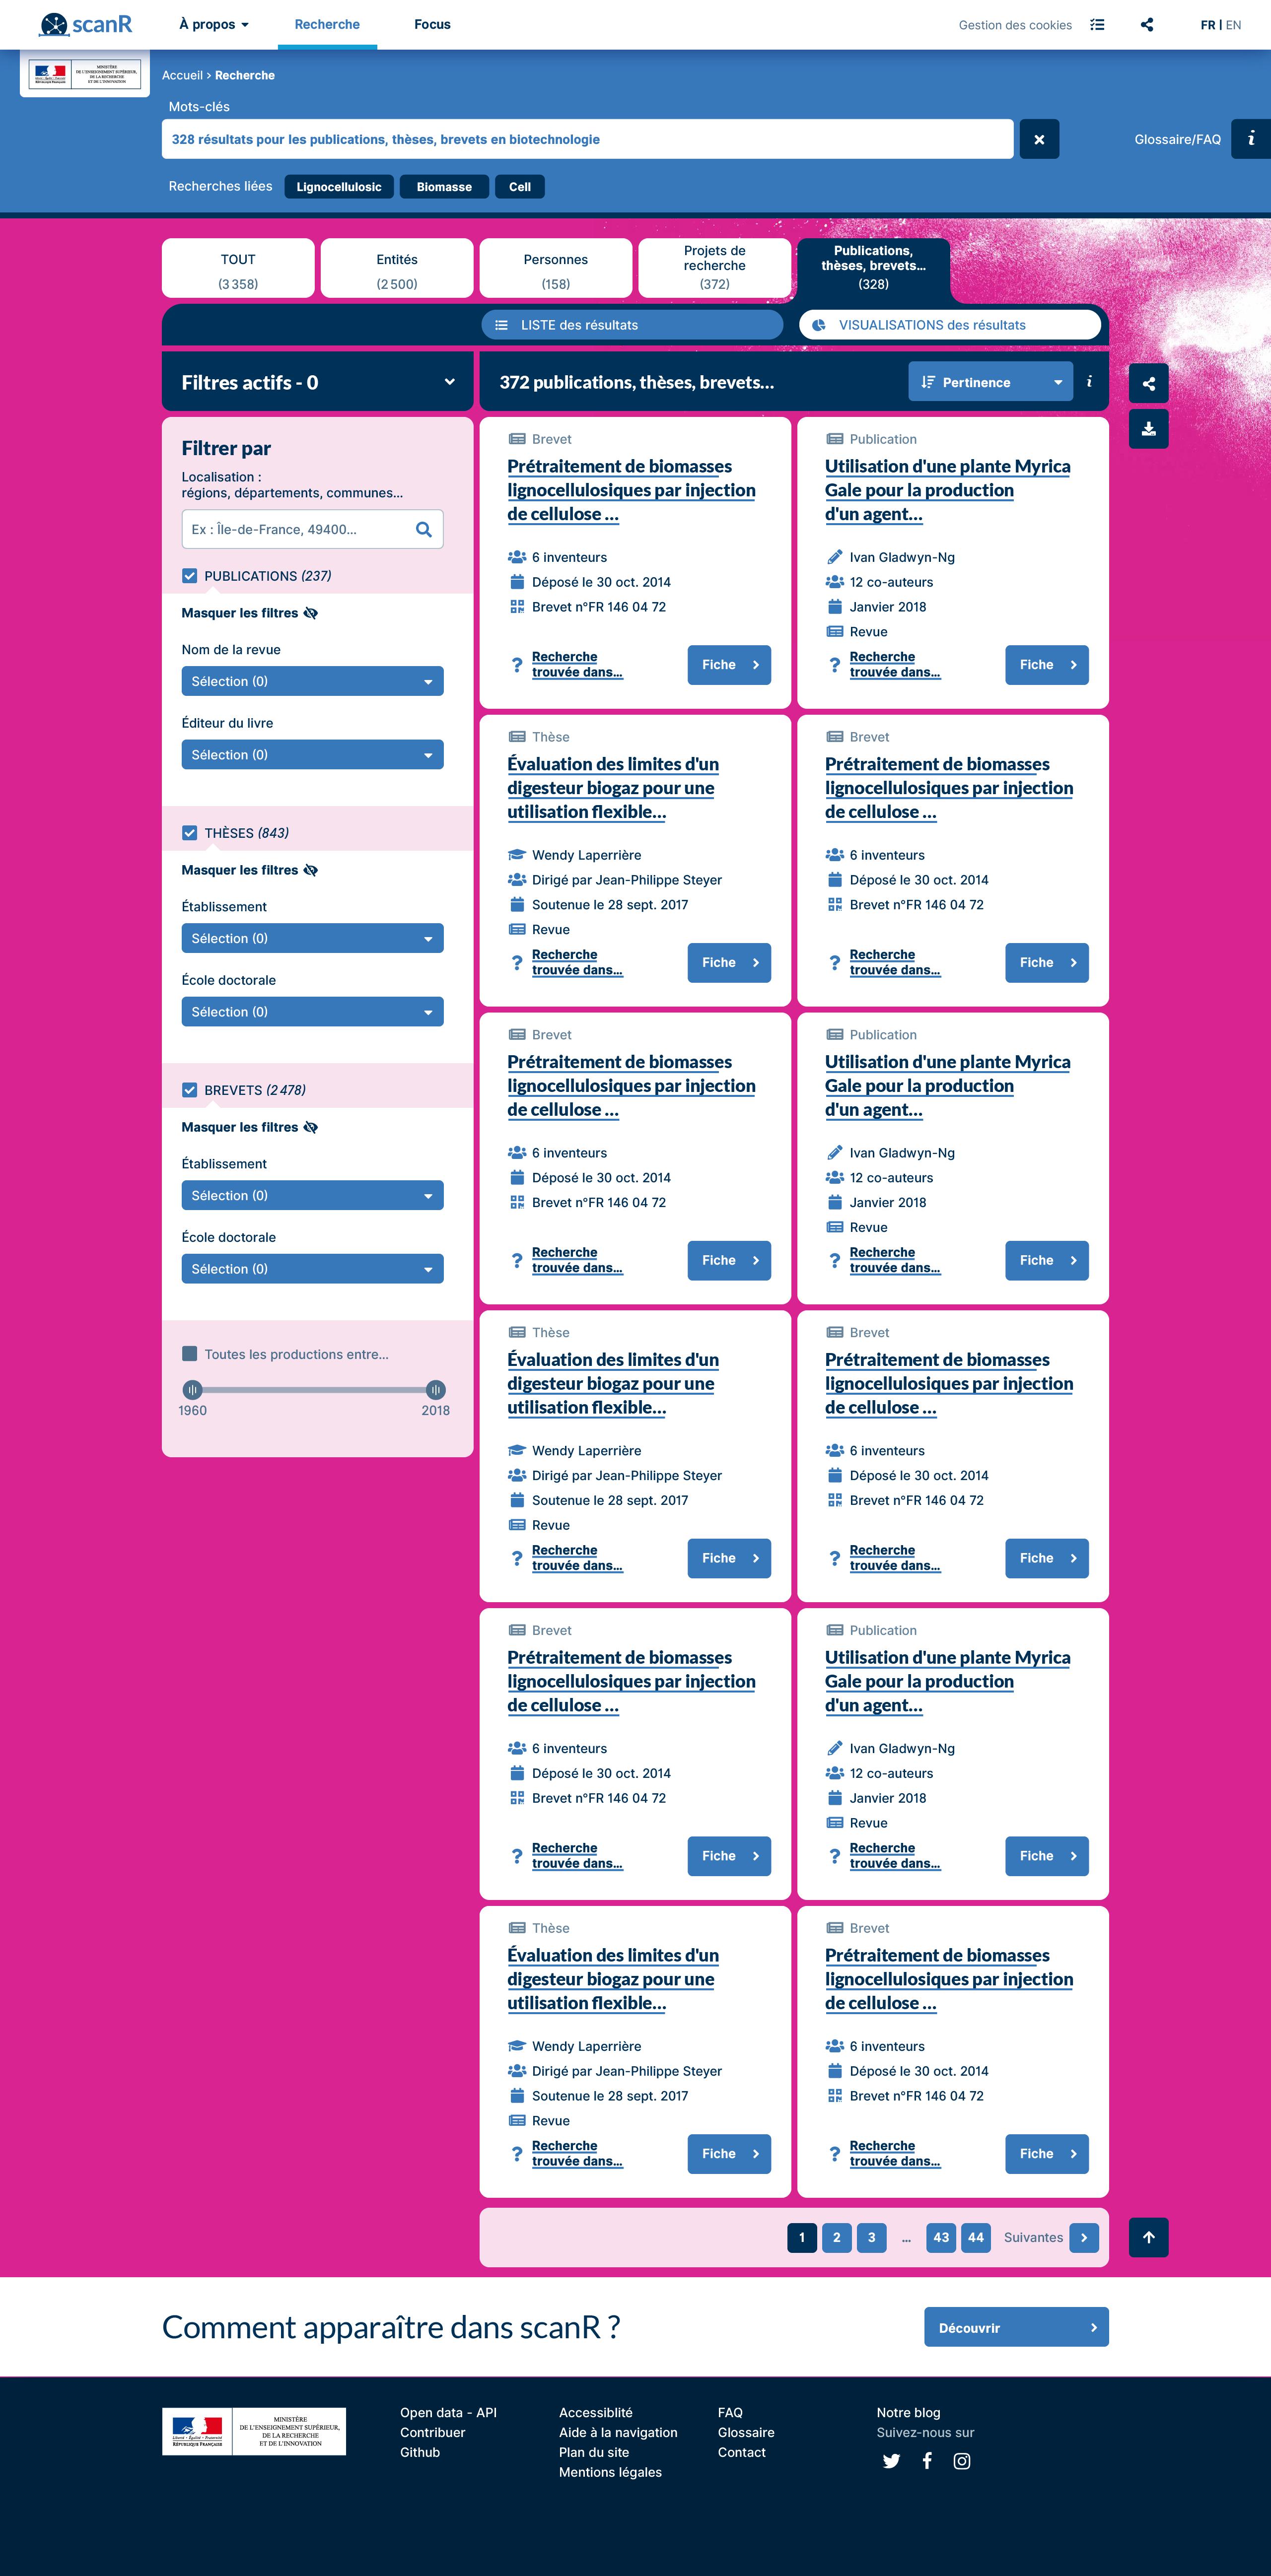 scanR
À propos
Recherche
Focus
Gestion des cookies
FR | EN
MINISTÈRE
DE L'ENSEIGNEMENT SUPÉRIEUR,
DE LA RECHERCHE
ET DE L'INNOVATION
Accueil > Recherche
Mots-clés
328 résultats pour les publications, thèses, brevets en biotechnologie
Glossaire/FAQ
Recherches liées
Lignocellulosic
Biomasse
Cell
TOUT
(3 358)
Entités
(2 500)
Personnes
(158)
Projets de
recherche
(372)
Publications,
thèses, brevets...
(328)
LISTE des résultats
VISUALISATIONS des résultats
Filtres actifs - 0
372 publications, thèses, brevets...
Pertinence
Filtrer par
Localisation :
régions, départements, communes...
Ex : Île-de-France, 49400...
PUBLICATIONS (237)
Masquer les filtres
Nom de la revue
Sélection (0)
Éditeur du livre
Sélection (0)
THÈSES (843)
Masquer les filtres
Établissement
Sélection (0)
École doctorale
Sélection (0)
BREVETS (2 478)
Masquer les filtres
Établissement
Sélection (0)
École doctorale
Sélection (0)
Toutes les productions entre...
1960
2018
Brevet
Prétraitement de biomasses
lignocellulosiques par injection
de cellulose ...
6 inventeurs
Déposé le 30 oct. 2014
Brevet n°FR 146 04 72
Recherche
trouvée dans...
Fiche
Publication
Utilisation d'une plante Myrica
Gale pour la production
d'un agent...
Ivan Gladwyn-Ng
12 co-auteurs
Janvier 2018
Revue
Recherche
trouvée dans...
Fiche
Thèse
Évaluation des limites d'un
digesteur biogaz pour une
utilisation flexible...
Wendy Laperrière
Dirigé par Jean-Philippe Steyer
Soutenue le 28 sept. 2017
Revue
Recherche
trouvée dans...
Fiche
Brevet
Prétraitement de biomasses
lignocellulosiques par injection
de cellulose ...
6 inventeurs
Déposé le 30 oct. 2014
Brevet n°FR 146 04 72
Recherche
trouvée dans...
Fiche
Brevet
Prétraitement de biomasses
lignocellulosiques par injection
de cellulose ...
6 inventeurs
Déposé le 30 oct. 2014
Brevet n°FR 146 04 72
Recherche
trouvée dans...
Fiche
Publication
Utilisation d'une plante Myrica
Gale pour la production
d'un agent...
Ivan Gladwyn-Ng
12 co-auteurs
Janvier 2018
Revue
Recherche
trouvée dans...
Fiche
Thèse
Évaluation des limites d'un
digesteur biogaz pour une
utilisation flexible...
Wendy Laperrière
Dirigé par Jean-Philippe Steyer
Soutenue le 28 sept. 2017
Revue
Recherche
trouvée dans...
Fiche
Brevet
Prétraitement de biomasses
lignocellulosiques par injection
de cellulose ...
6 inventeurs
Déposé le 30 oct. 2014
Brevet n°FR 146 04 72
Recherche
trouvée dans...
Fiche
Brevet
Prétraitement de biomasses
lignocellulosiques par injection
de cellulose ...
6 inventeurs
Déposé le 30 oct. 2014
Brevet n°FR 146 04 72
Recherche
trouvée dans...
Fiche
Publication
Utilisation d'une plante Myrica
Gale pour la production
d'un agent...
Ivan Gladwyn-Ng
12 co-auteurs
Janvier 2018
Revue
Recherche
trouvée dans...
Fiche
Thèse
Évaluation des limites d'un
digesteur biogaz pour une
utilisation flexible...
Wendy Laperrière
Dirigé par Jean-Philippe Steyer
Soutenue le 28 sept. 2017
Revue
Recherche
trouvée dans...
Fiche
Brevet
Prétraitement de biomasses
lignocellulosiques par injection
de cellulose ...
6 inventeurs
Déposé le 30 oct. 2014
Brevet n°FR 146 04 72
Recherche
trouvée dans...
Fiche
1 2 3 ... 43 44 Suivantes
Comment apparaître dans scanR ?
Découvrir
Liberté • Égalité • Fraternité
RÉPUBLIQUE FRANÇAISE
MINISTÈRE
DE L'ENSEIGNEMENT SUPÉRIEUR,
DE LA RECHERCHE
ET DE L'INNOVATION
Open data - API
Contribuer
Github
Accessiblité
Aide à la navigation
Plan du site
Mentions légales
FAQ
Glossaire
Contact
Notre blog
Suivez-nous sur